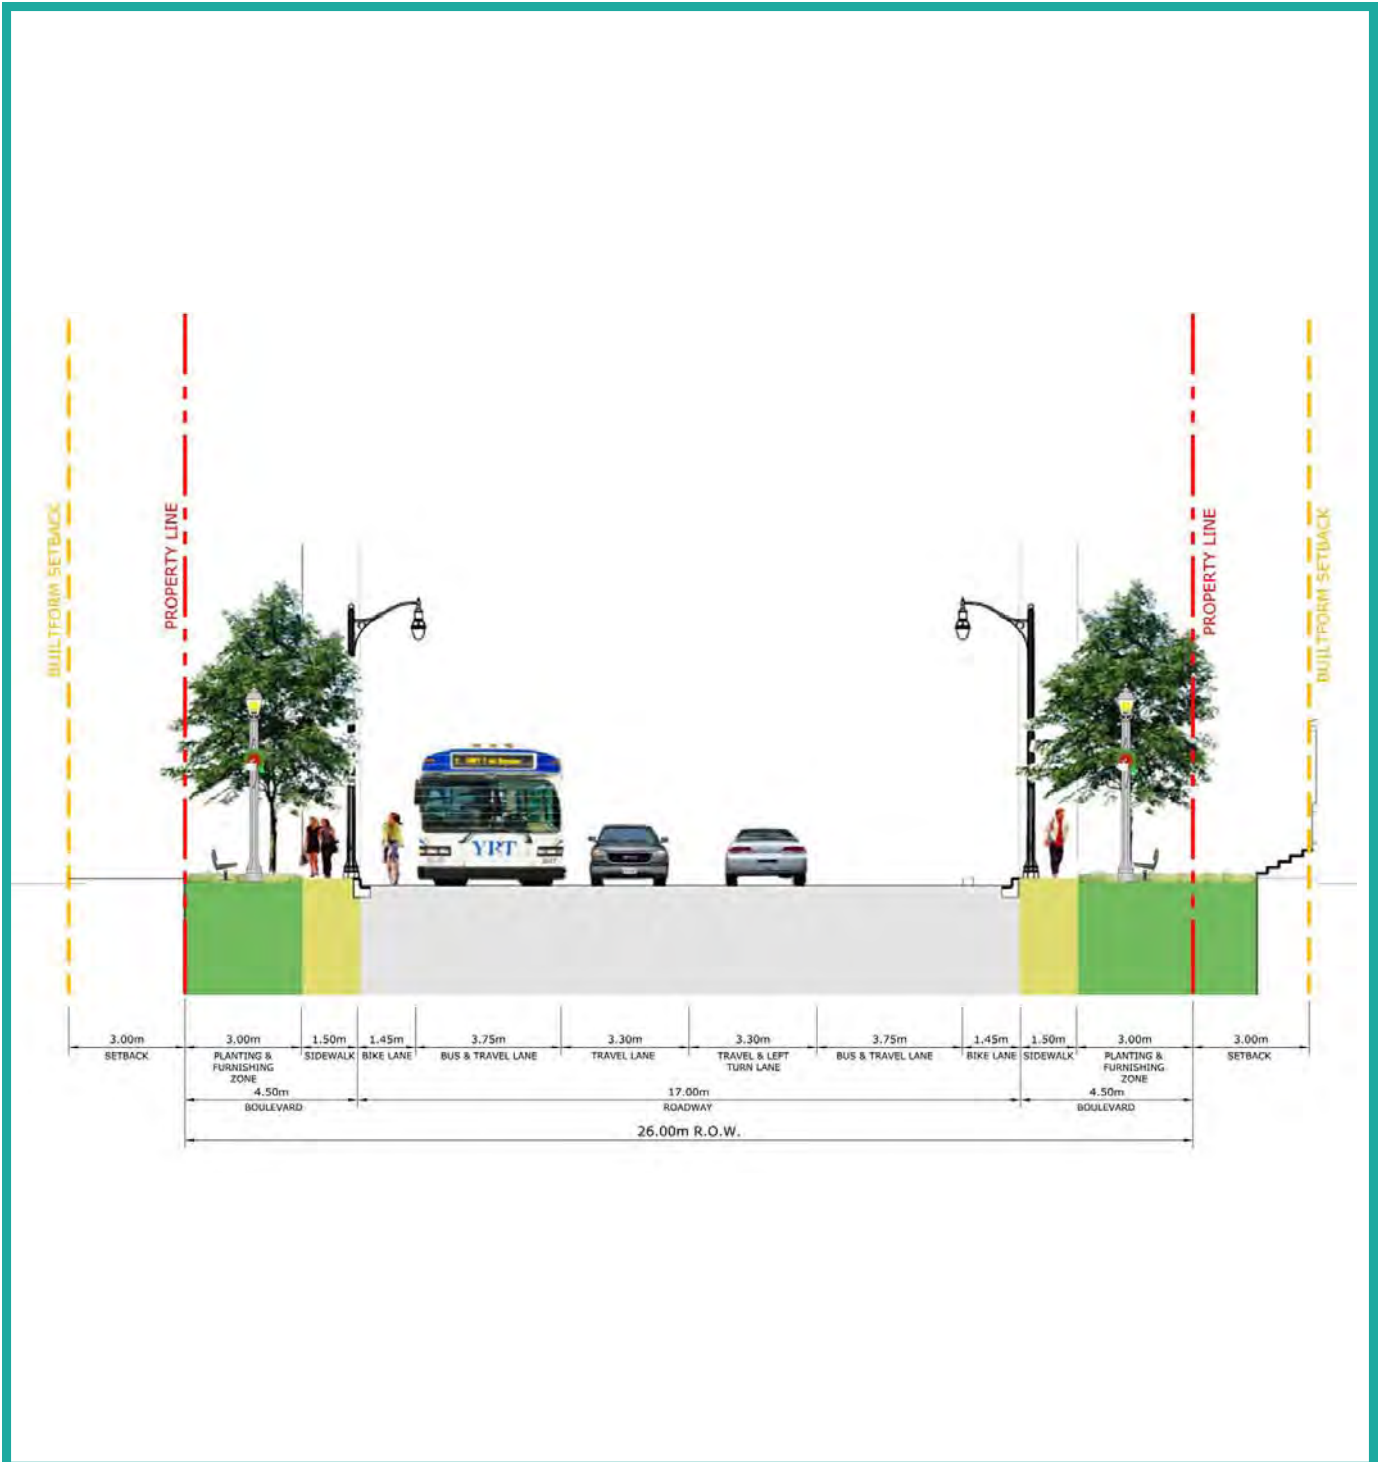 BUILTFORM SETBACK
PROPERTY LINE
PROPERTY LINE
BUILTFORM SETBACK
YRT
3.00m
SETBACK
3.00m
PLANTING &
FURNISHING
ZONE
1.50m
SIDEWALK
1.45m
BIKE LANE
3.75m
BUS & TRAVEL LANE
3.30m
TRAVEL LANE
3.30m
TRAVEL & LEFT
TURN LANE
3.75m
BUS & TRAVEL LANE
1.45m
BIKE LANE
1.50m
SIDEWALK
3.00m
PLANTING &
FURNISHING
ZONE
3.00m
SETBACK
4.50m
BOULEVARD
17.00m
ROADWAY
4.50m
BOULEVARD
26.00m R.O.W.